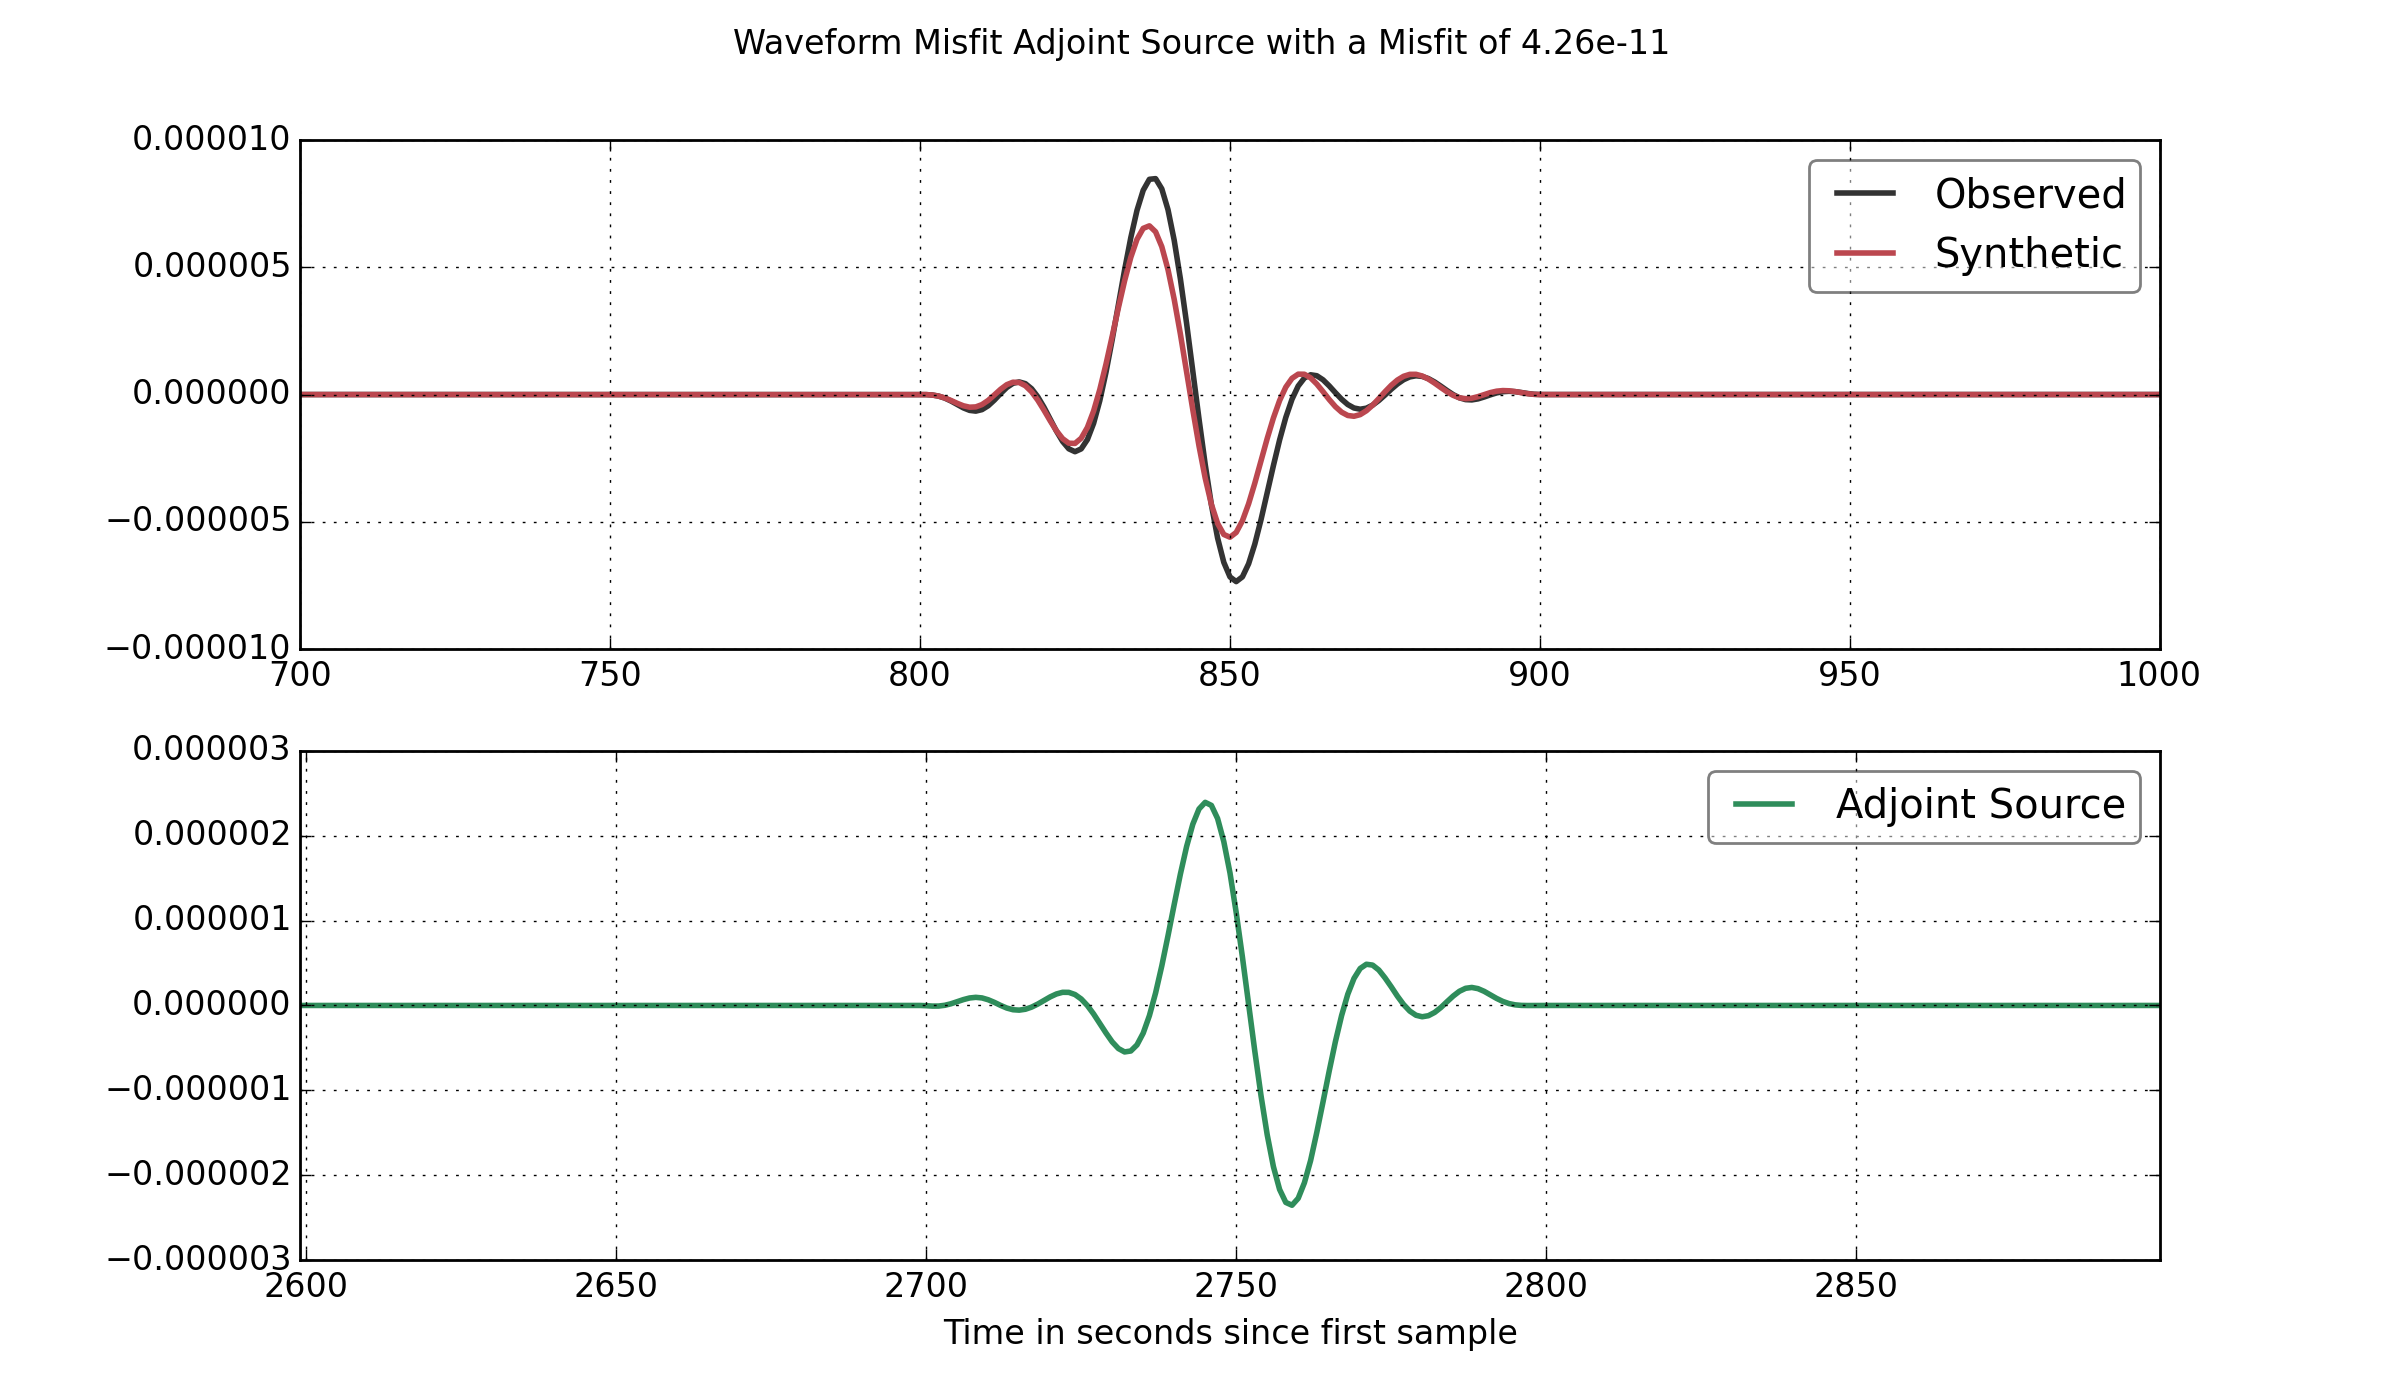 Waveform Misfit Adjoint Source with a Misfit of 4.26e-11
0.000010
0.000005
0.000000
−0.000005
−0.000010
Observed
Synthetic
700 750 800 850 900 950 1000
0.000003
0.000002
0.000001
0.000000
−0.000001
−0.000002
−0.000003
Adjoint Source
2600 2650 2700 2750 2800 2850
Time in seconds since first sample